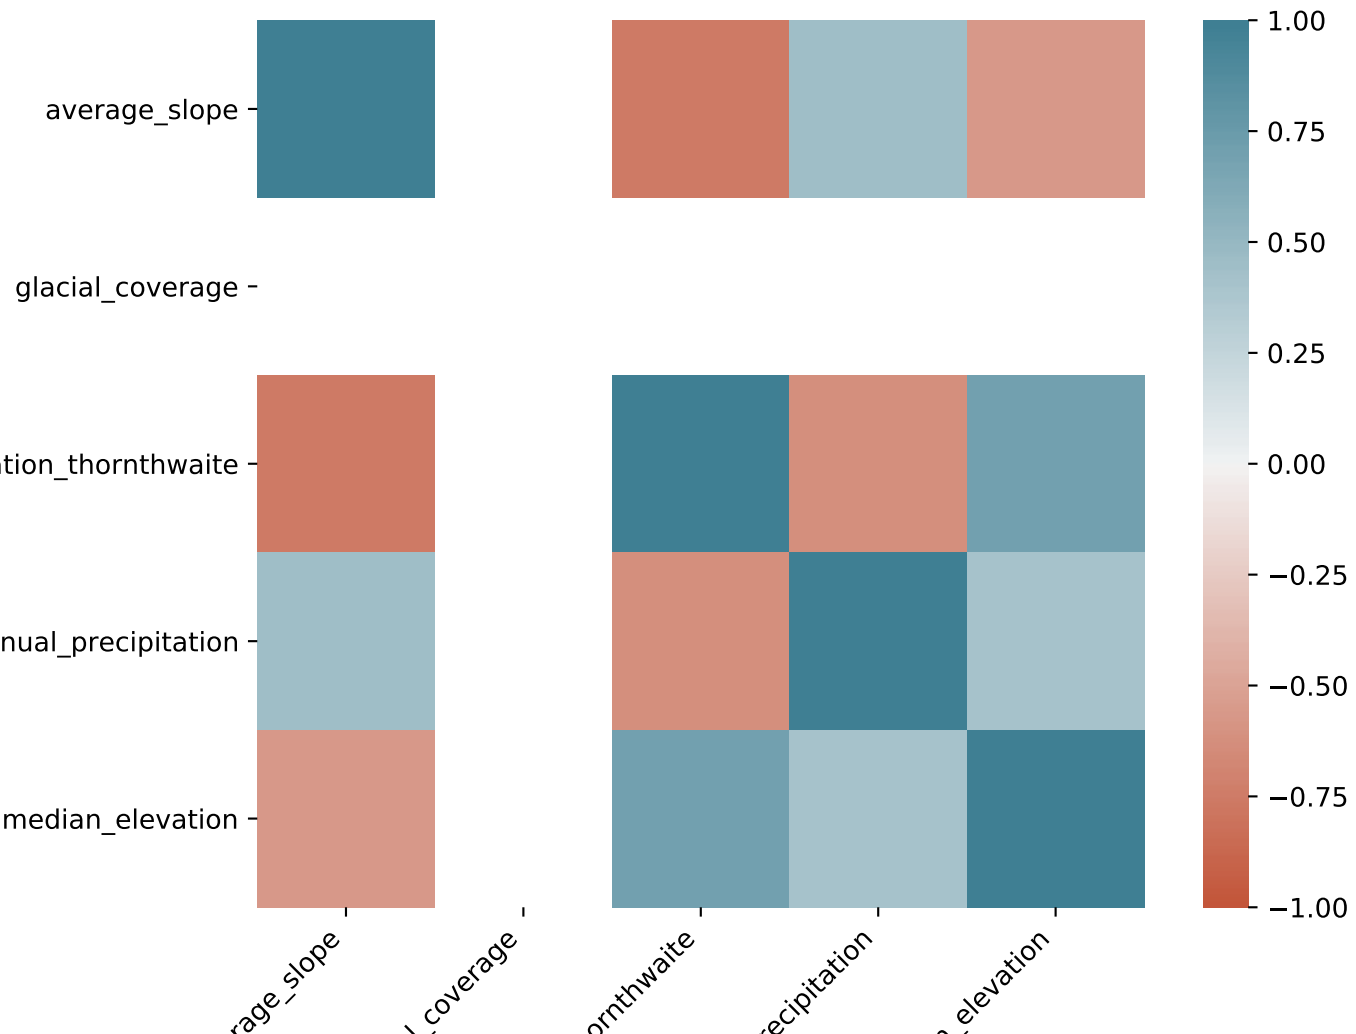 average_slope
glacial_coverage
tion_thornthwaite
nual_precipitation
median_elevation
rage_slope
l_coverage
ornthwaite
recipitation
n_elevation
1.00
0.75
0.50
0.25
0.00
−0.25
−0.50
−0.75
−1.00